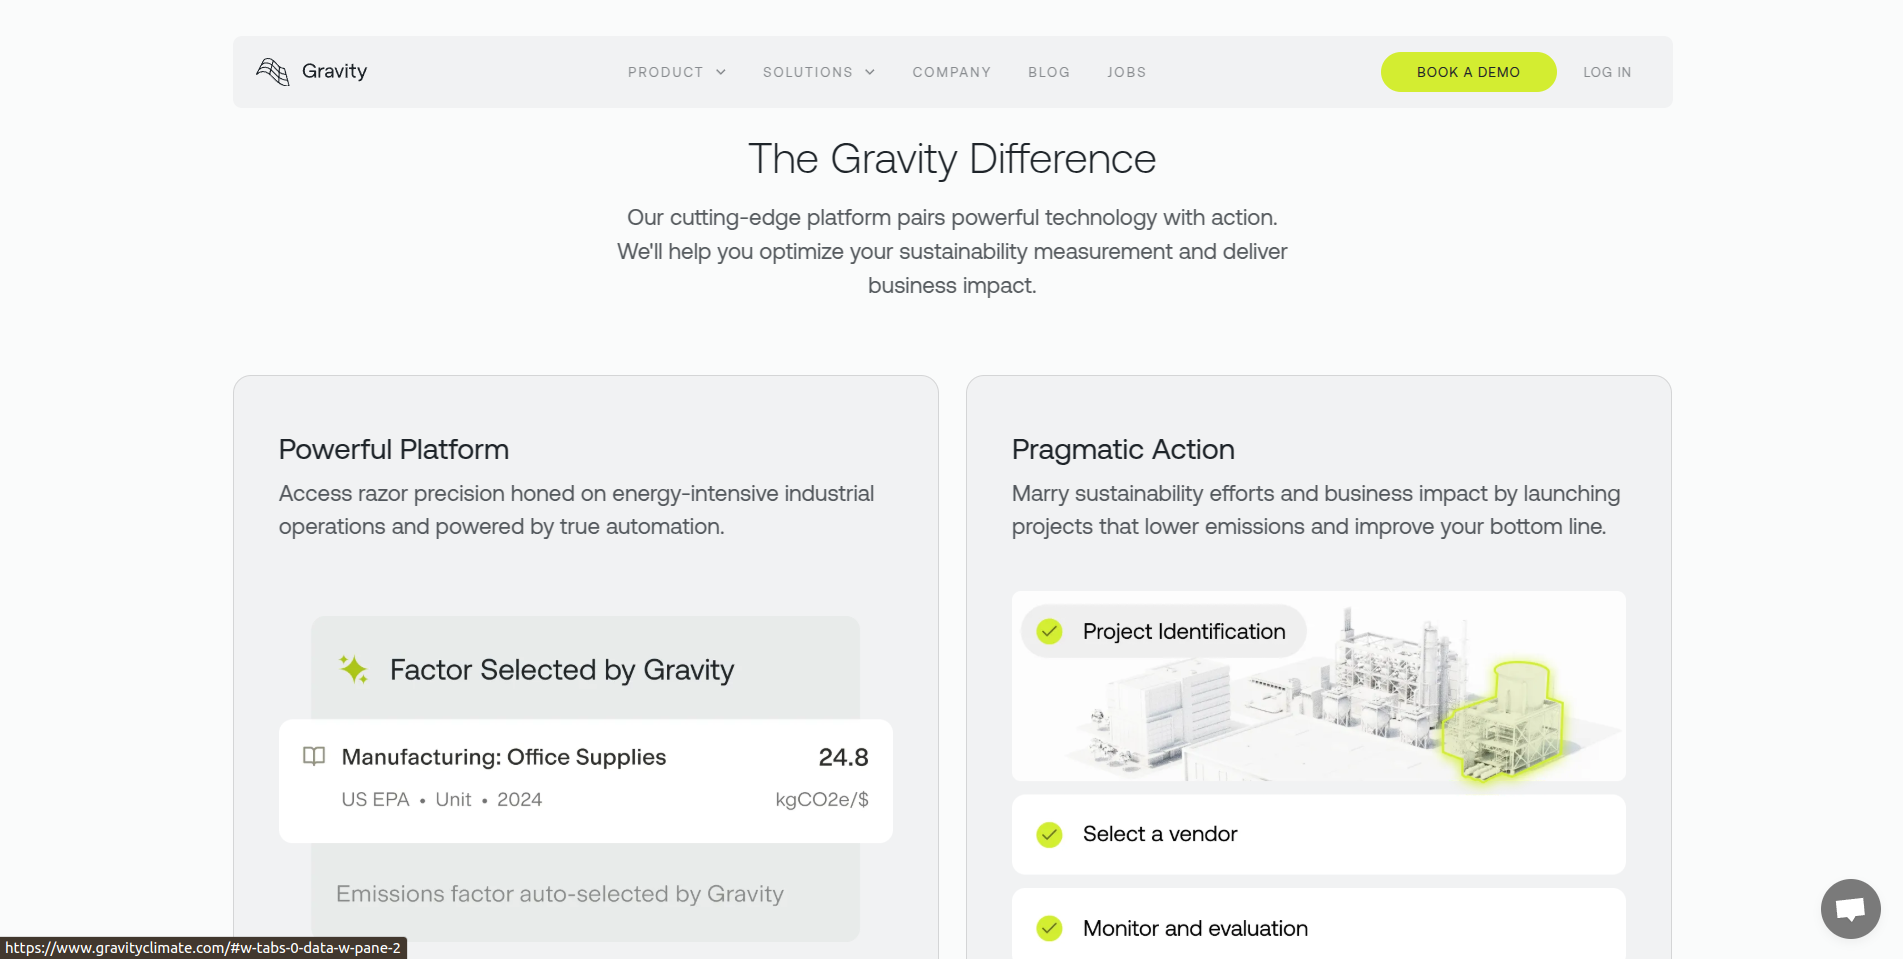 Gravity
PRODUCT
SOLUTIONS
COMPANY
BLOG
JOBS
BOOK A DEMO
LOG IN
The Gravity Difference
Our cutting-edge platform pairs powerful technology with action.
We'll help you optimize your sustainability measurement and deliver
business impact.
Powerful Platform
Access razor precision honed on energy-intensive industrial
operations and powered by true automation.
Factor Selected by Gravity
Manufacturing: Office Supplies 24.8
US EPA • Unit • 2024 kgCO2e/$
Emissions factor auto-selected by Gravity
Pragmatic Action
Marry sustainability efforts and business impact by launching
projects that lower emissions and improve your bottom line.
Project Identification
Select a vendor
Monitor and evaluation
https://www.gravityclimate.com/#w-tabs-0-data-w-pane-2